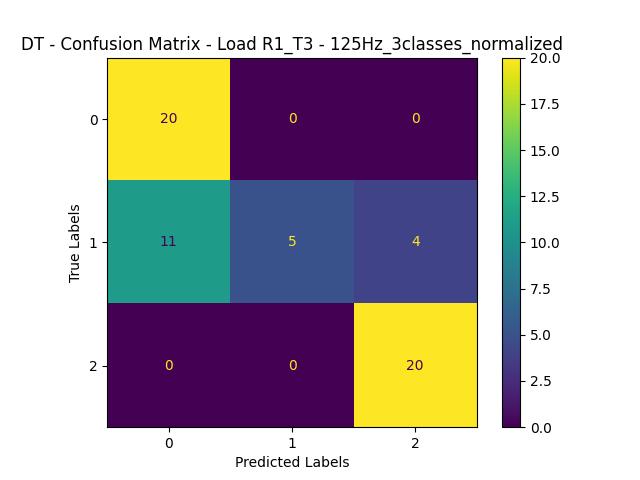 DT - Confusion Matrix - Load R1_T3 - 125Hz_3classes_normalized
20.0
0 20 0 0
17.5
15.0
12.5
True Labels
1 11 5 4
10.0
7.5
5.0
2 0 0 20
2.5
0.0
0 1 2
Predicted Labels